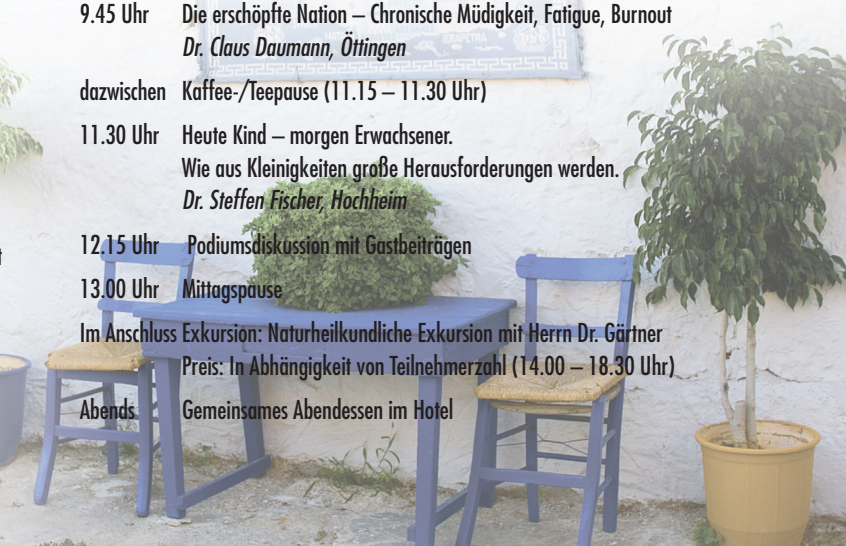 9.45 Uhr Die erschöpfte Nation – Chronische Müdigkeit, Fatigue, Burnout
Dr. Claus Daumann, Öttingen
dazwischen Kaffee-/Teepause (11.15 – 11.30 Uhr)
11.30 Uhr Heute Kind – morgen Erwachsener.
Wie aus Kleinigkeiten große Herausforderungen werden.
Dr. Steffen Fischer, Hochheim
12.15 Uhr Podiumsdiskussion mit Gastbeiträgen
13.00 Uhr Mittagspause
Im Anschluss Exkursion: Naturheilkundliche Exkursion mit Herrn Dr. Gärtner
Preis: In Abhängigkeit von Teilnehmerzahl (14.00 – 18.30 Uhr)
Abends Gemeinsames Abendessen im Hotel